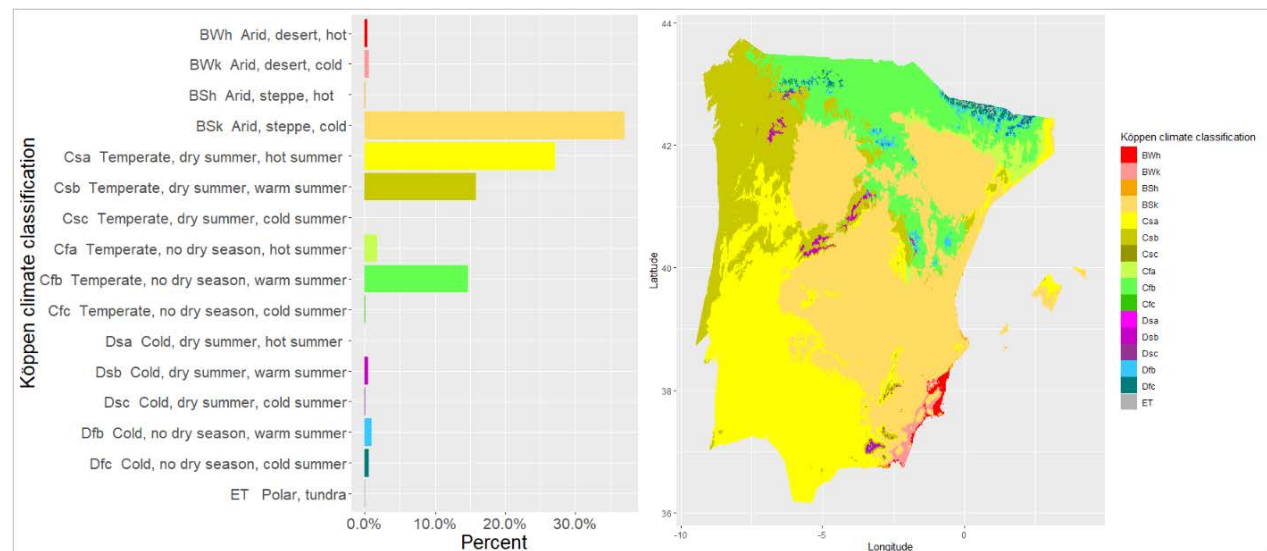 Köppen climate classification
BWh Arid, desert, hot
BWk Arid, desert, cold
BSh Arid, steppe, hot
BSk Arid, steppe, cold
Csa Temperate, dry summer, hot summer
Csb Temperate, dry summer, warm summer
Csc Temperate, dry summer, cold summer
Cfa Temperate, no dry season, hot summer
Cfb Temperate, no dry season, warm summer
Cfc Temperate, no dry season, cold summer
Dsa Cold, dry summer, hot summer
Dsb Cold, dry summer, warm summer
Dsc Cold, dry summer, cold summer
Dfb Cold, no dry season, warm summer
Dfc Cold, no dry season, cold summer
ET Polar, tundra
0.0% 10.0% 20.0% 30.0%
Percent
Latitude
44
42
40
38
36
-10 -5 0
Longitude
Köppen climate classification
BWh
BWk
BSh
BSk
Csa
Csb
Csc
Cfa
Cfb
Cfc
Dsa
Dsb
Dsc
Dfb
Dfc
ET